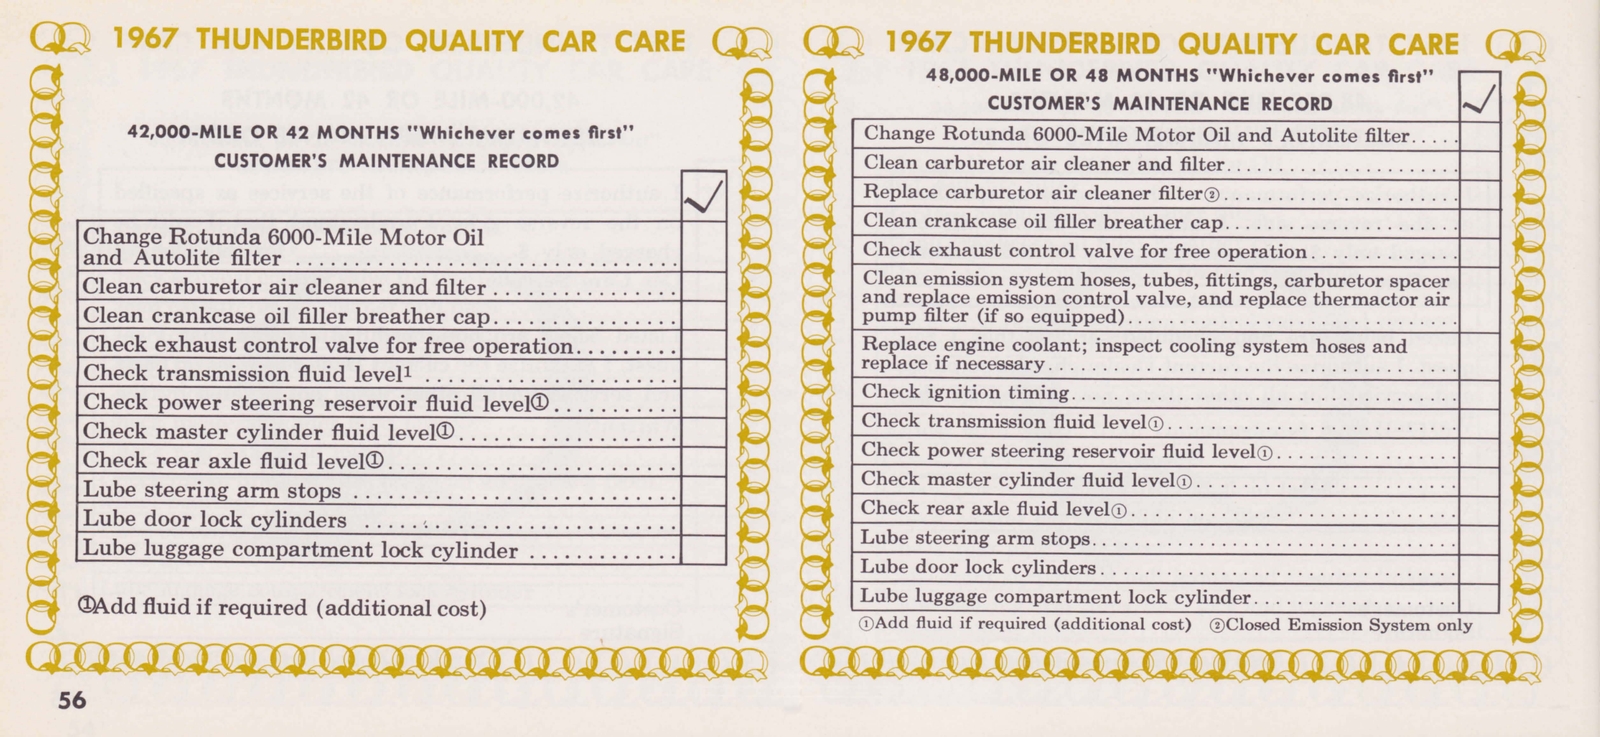 1967 THUNDERBIRD QUALITY CAR CARE
42,000-MILE OR 42 MONTHS "Whichever comes first"
CUSTOMER'S MAINTENANCE RECORD
Change Rotunda 6000-Mile Motor Oil
and Autolite filter
Clean carburetor air cleaner and filter
Clean crankcase oil filler breather cap
Check exhaust control valve for free operation
Check transmission fluid level¹
Check power steering reservoir fluid level①
Check master cylinder fluid level①
Check rear axle fluid level①
Lube steering arm stops
Lube door lock cylinders
Lube luggage compartment lock cylinder
①Add fluid if required (additional cost)
56
1967 THUNDERBIRD QUALITY CAR CARE
48,000-MILE OR 48 MONTHS "Whichever comes first"
CUSTOMER'S MAINTENANCE RECORD
Change Rotunda 6000-Mile Motor Oil and Autolite filter
Clean carburetor air cleaner and filter
Replace carburetor air cleaner filter②
Clean crankcase oil filler breather cap
Check exhaust control valve for free operation
Clean emission system hoses, tubes, fittings, carburetor spacer
and replace emission control valve, and replace thermactor air
pump filter (if so equipped)
Replace engine coolant; inspect cooling system hoses and
replace if necessary
Check ignition timing
Check transmission fluid level①
Check power steering reservoir fluid level①
Check master cylinder fluid level①
Check rear axle fluid level①
Lube steering arm stops
Lube door lock cylinders
Lube luggage compartment lock cylinder
①Add fluid if required (additional cost) ②Closed Emission System only